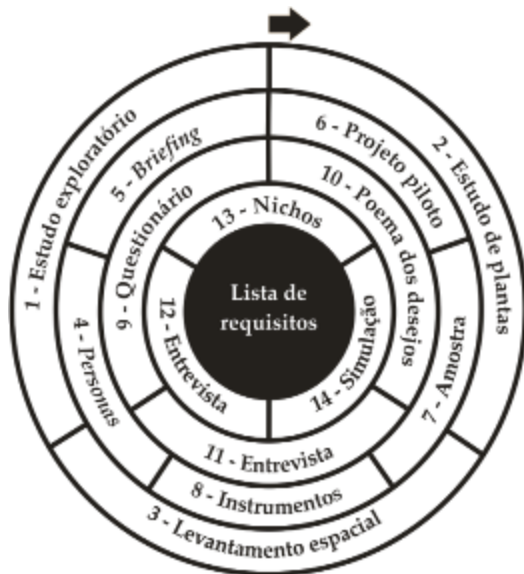 1 - Estudo exploratório
2 - Estudo de plantas
3 - Levantamento espacial
4 - Personas
5 - Briefing
6 - Projeto piloto
7 - Amostra
8 - Instrumentos
9 - Questionário
10 - Poema dos desejos
11 - Entrevista
12 - Entrevista
13 - Nichos
14 - Simulação
Lista de
requisitos